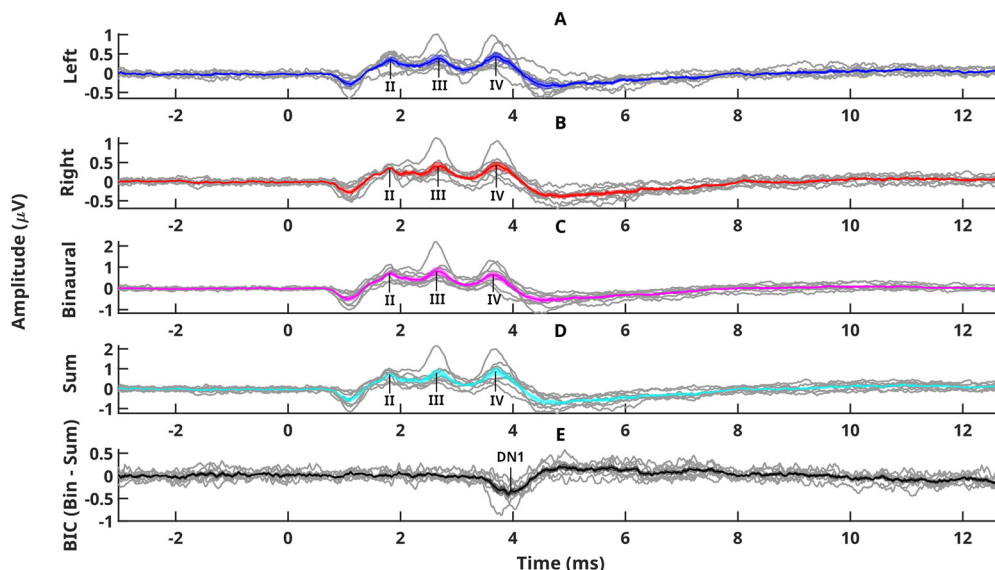 A
Left
1
0.5
0
-0.5
II
III
IV
-2 0 2 4 6 8 10 12
B
Right
1
0.5
0
-0.5
II
III
IV
-2 0 2 4 6 8 10 12
C
Amplitude (μV)
Binaural
2
1
0
-1
II
III
IV
-2 0 2 4 6 8 10 12
D
Sum
2
1
0
-1
II
III
IV
-2 0 2 4 6 8 10 12
E
BIC (Bin - Sum)
0.5
0
-0.5
-1
DN1
-2 0 2 4 6 8 10 12
Time (ms)